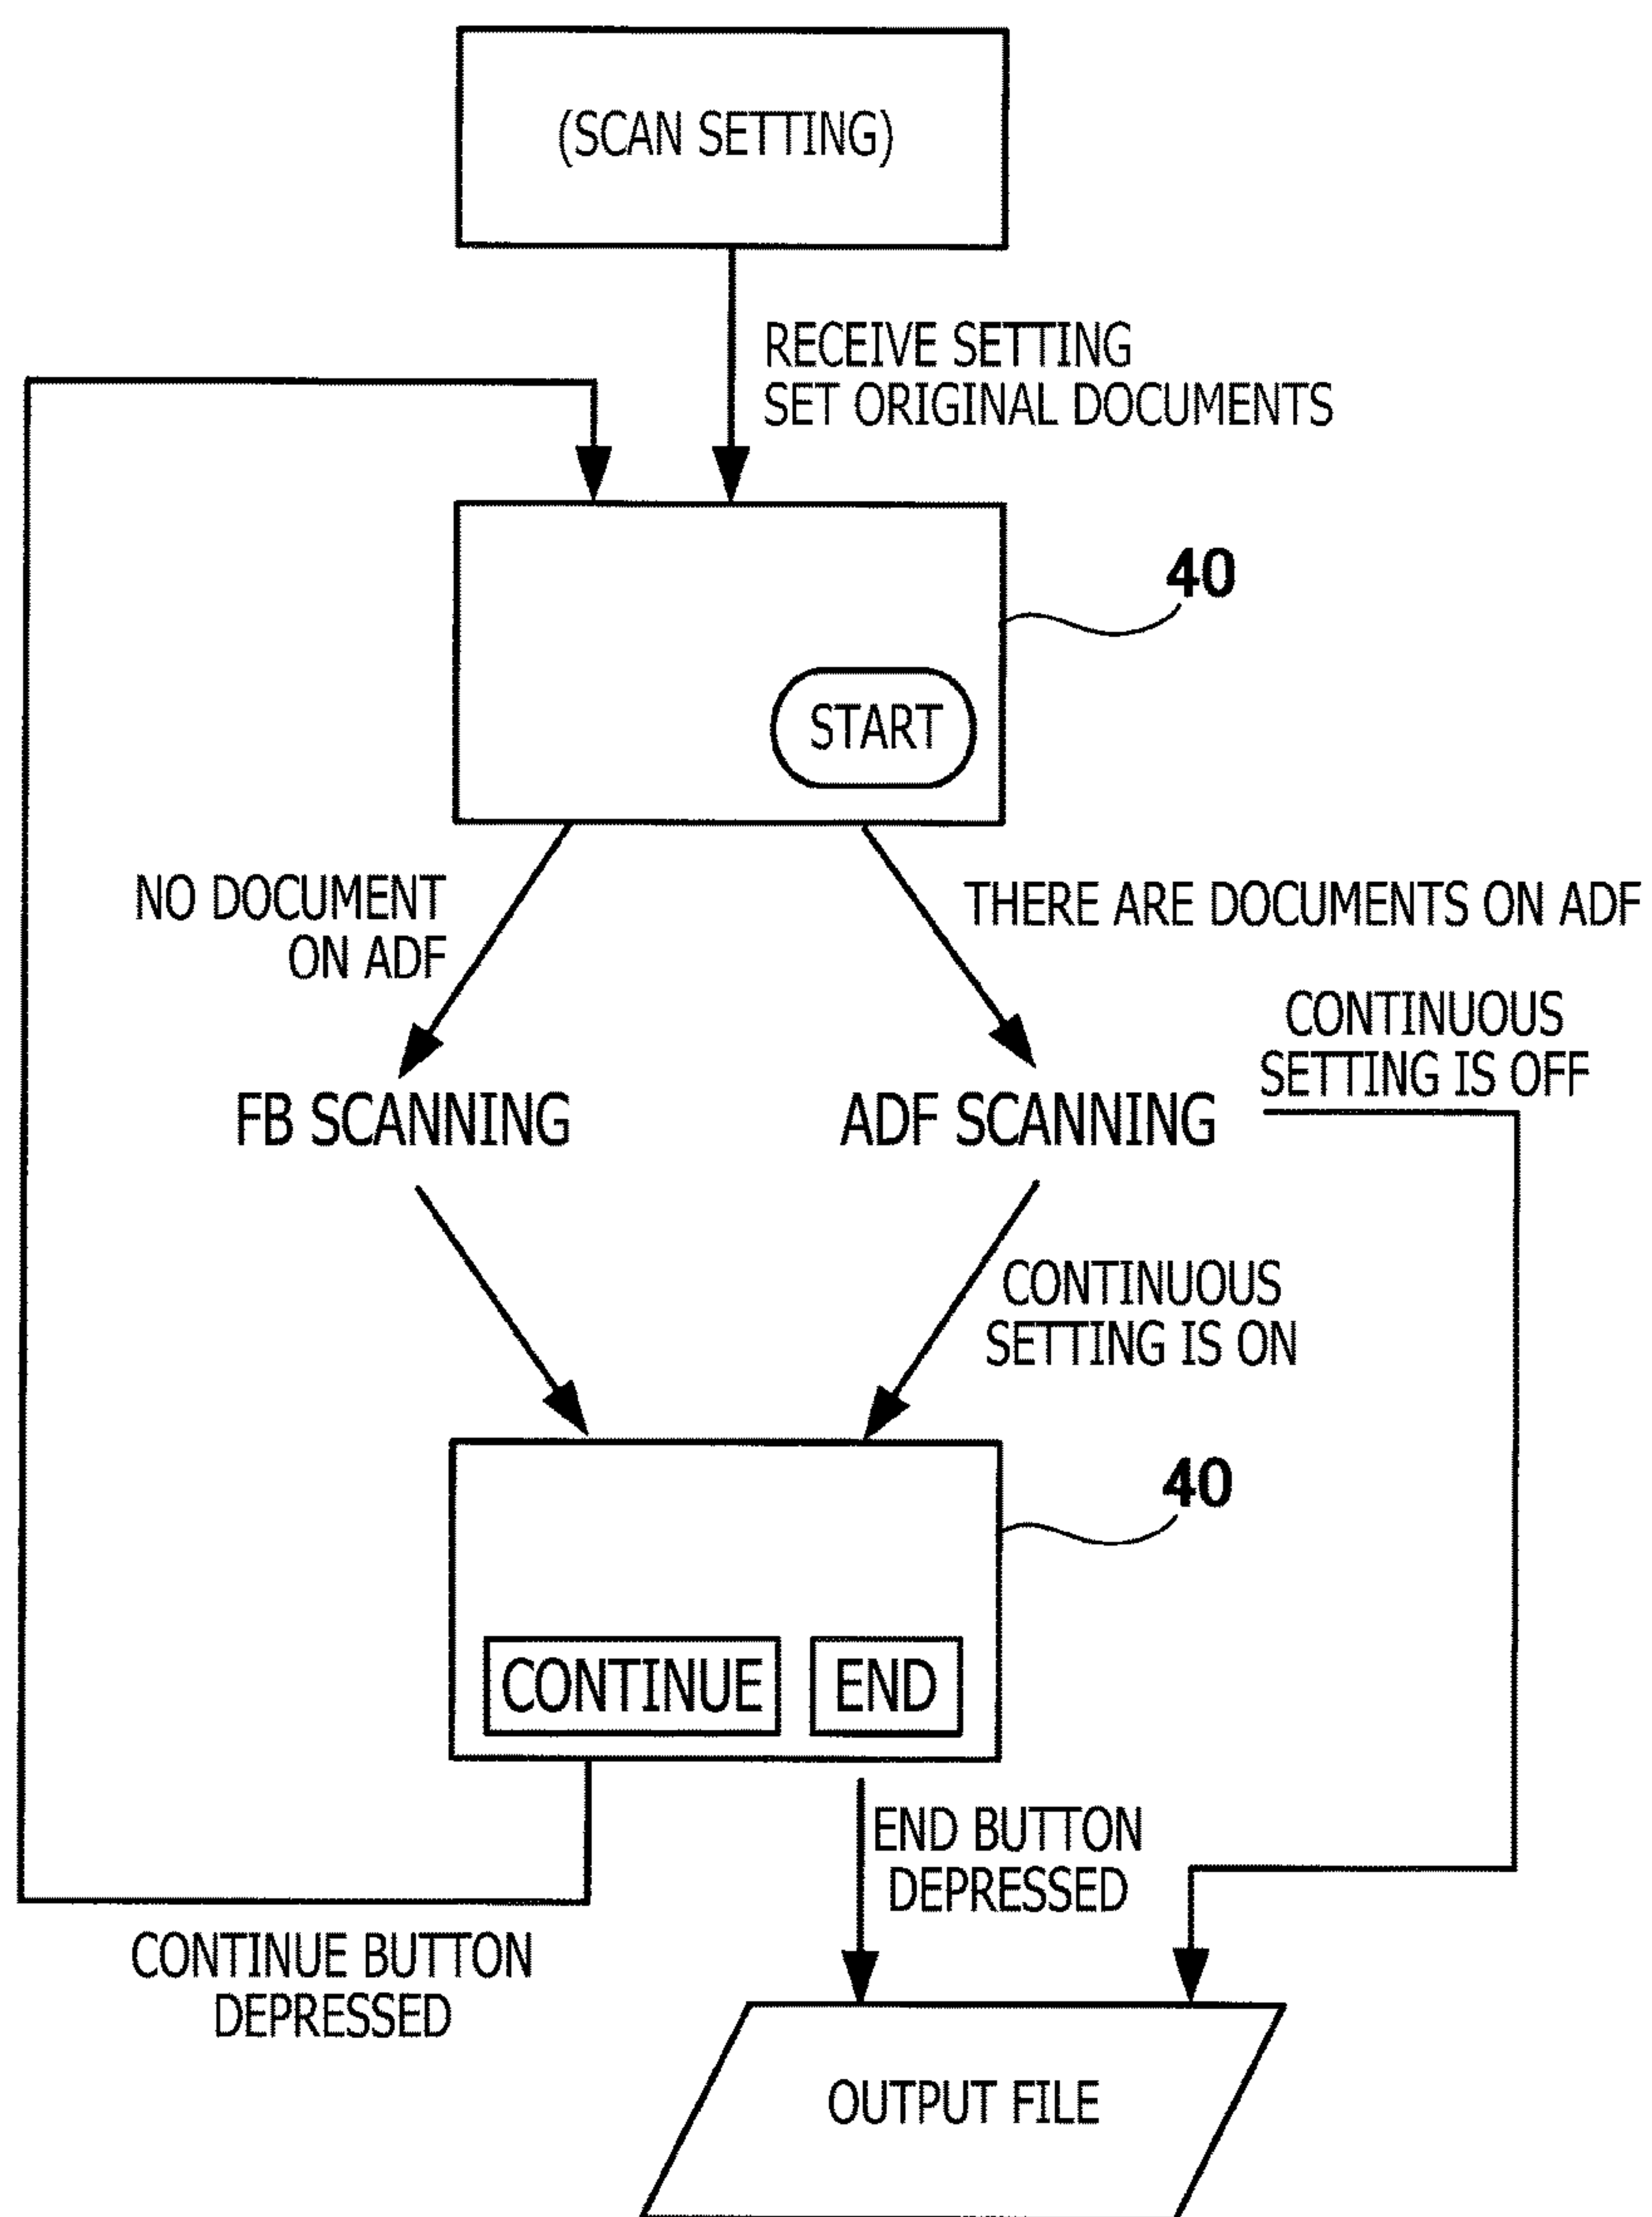 (SCAN SETTING)
RECEIVE SETTING
SET ORIGINAL DOCUMENTS
40
START
NO DOCUMENT
ON ADF
THERE ARE DOCUMENTS ON ADF
CONTINUOUS
SETTING IS OFF
FB SCANNING
ADF SCANNING
CONTINUOUS
SETTING IS ON
40
CONTINUE
END
END BUTTON
DEPRESSED
CONTINUE BUTTON
DEPRESSED
OUTPUT FILE